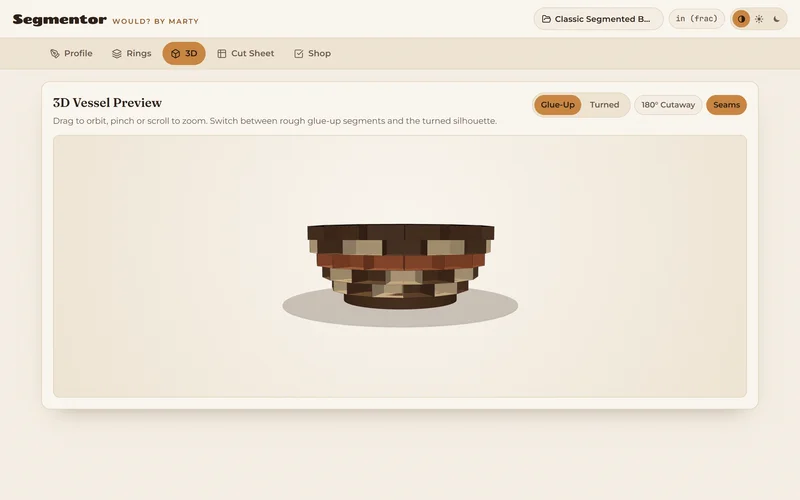 Segmentor WOULD? BY MARTY
Classic Segmented B...
in (frac)
Profile
Rings
3D
Cut Sheet
Shop
3D Vessel Preview
Drag to orbit, pinch or scroll to zoom. Switch between rough glue-up segments and the turned silhouette.
Glue-Up
Turned
180° Cutaway
Seams